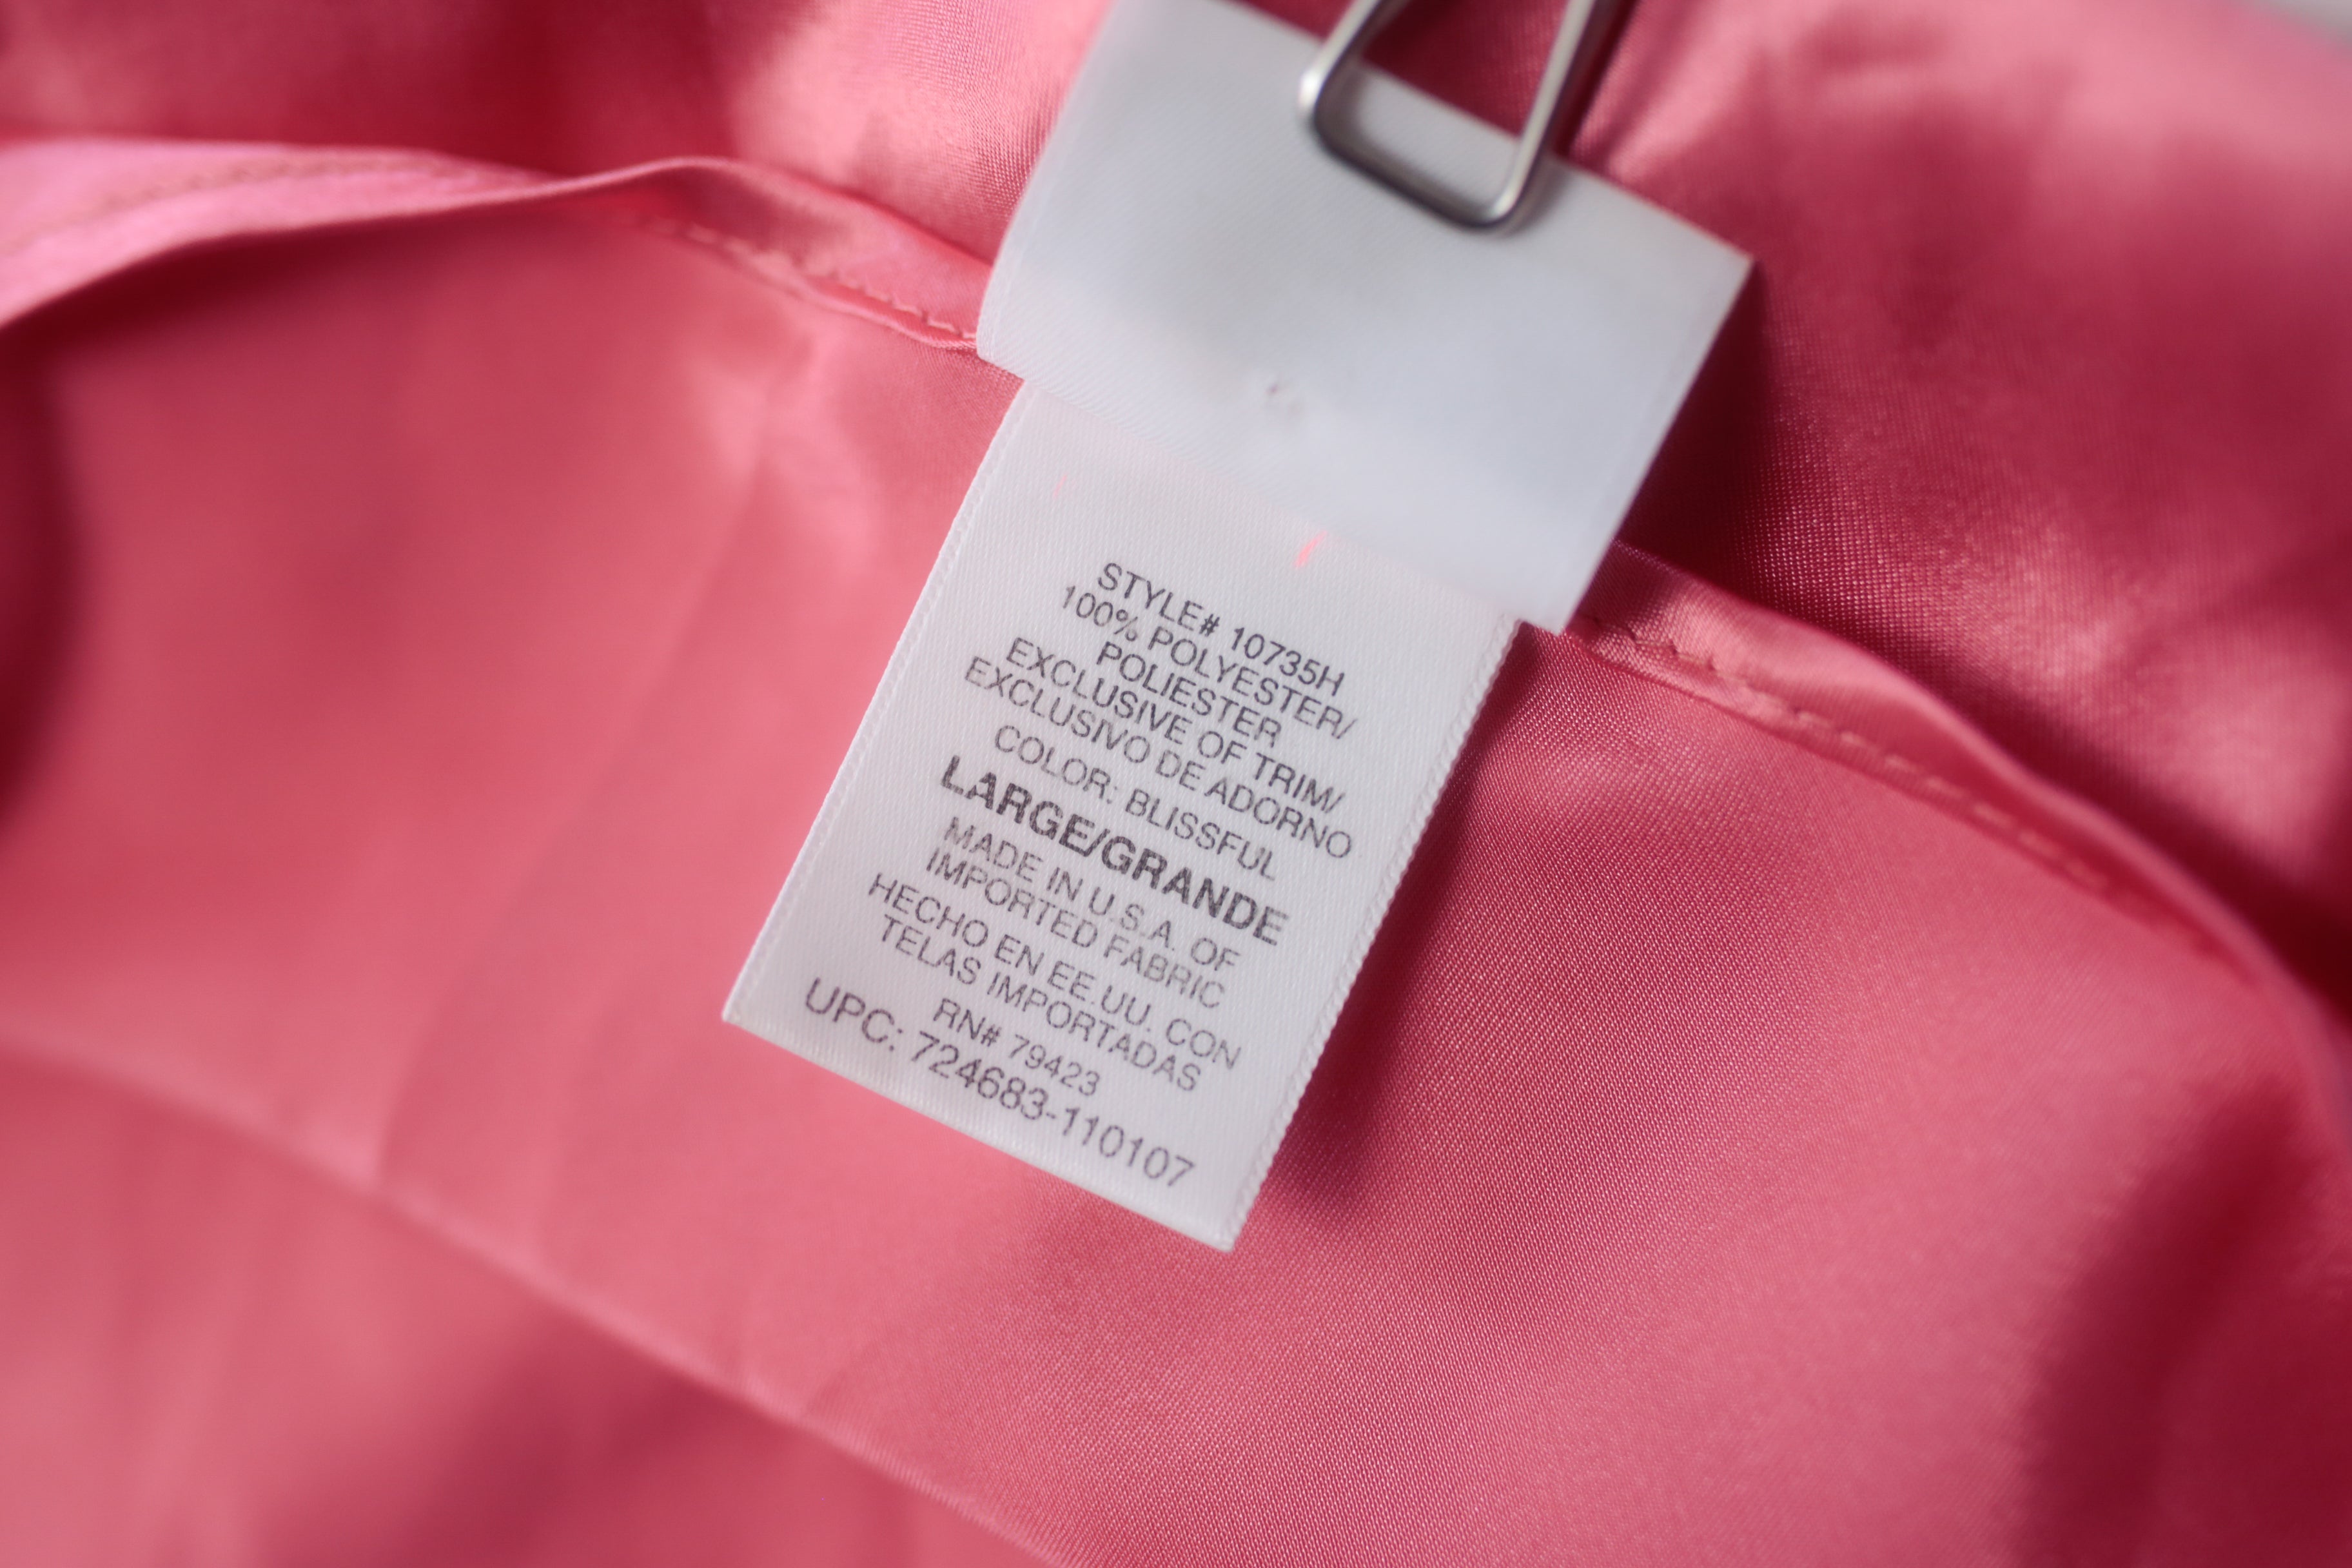 STYLE# 10735H
100% POLYESTER/
POLIESTER
EXCLUSIVE OF TRIM/
EXCLUSIVO DE ADORNO
COLOR: BLISSFUL
LARGE/GRANDE
MADE IN U.S.A. OF
IMPORTED FABRIC
HECHO EN EE.UU. CON
TELAS IMPORTADAS
RN# 79423
UPC: 724683-110107